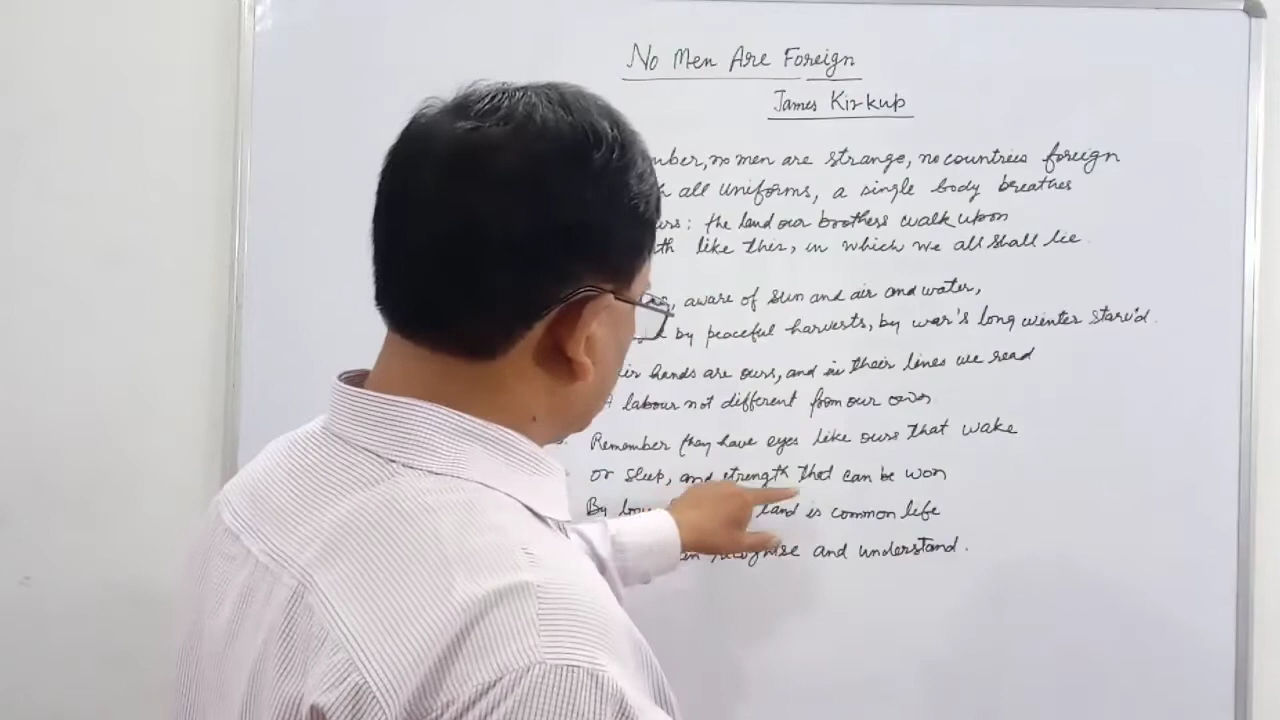 No Men Are Foreign
James Kirkup
mber, no men are strange, no countries foreign
h all uniforms, a single body breathes
urs: the land our brothers walk upon
th like this, in which we all shall lie
aware of sun and air and water,
by peaceful harvests, by war's long winter starv'd.
ir hands are ours, and in their lines we read
A labour not different from our own
Remember they have eyes like ours that wake
or sleep, and strength that can be won
By land is common life
en recognise and understand.